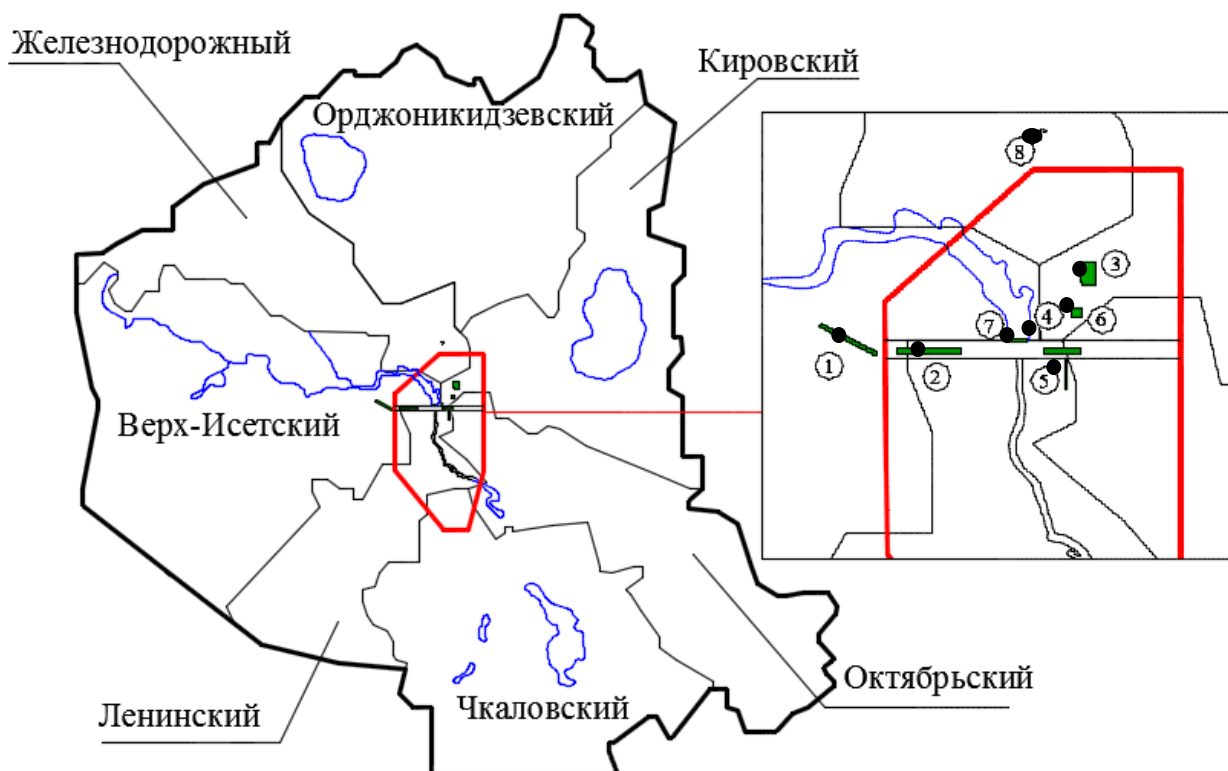 Железнодорожный
Кировский
Орджоникидзевский
8
3
7
4
6
1
2
5
Верх-Исетский
Октябрьский
Ленинский
Чкаловский